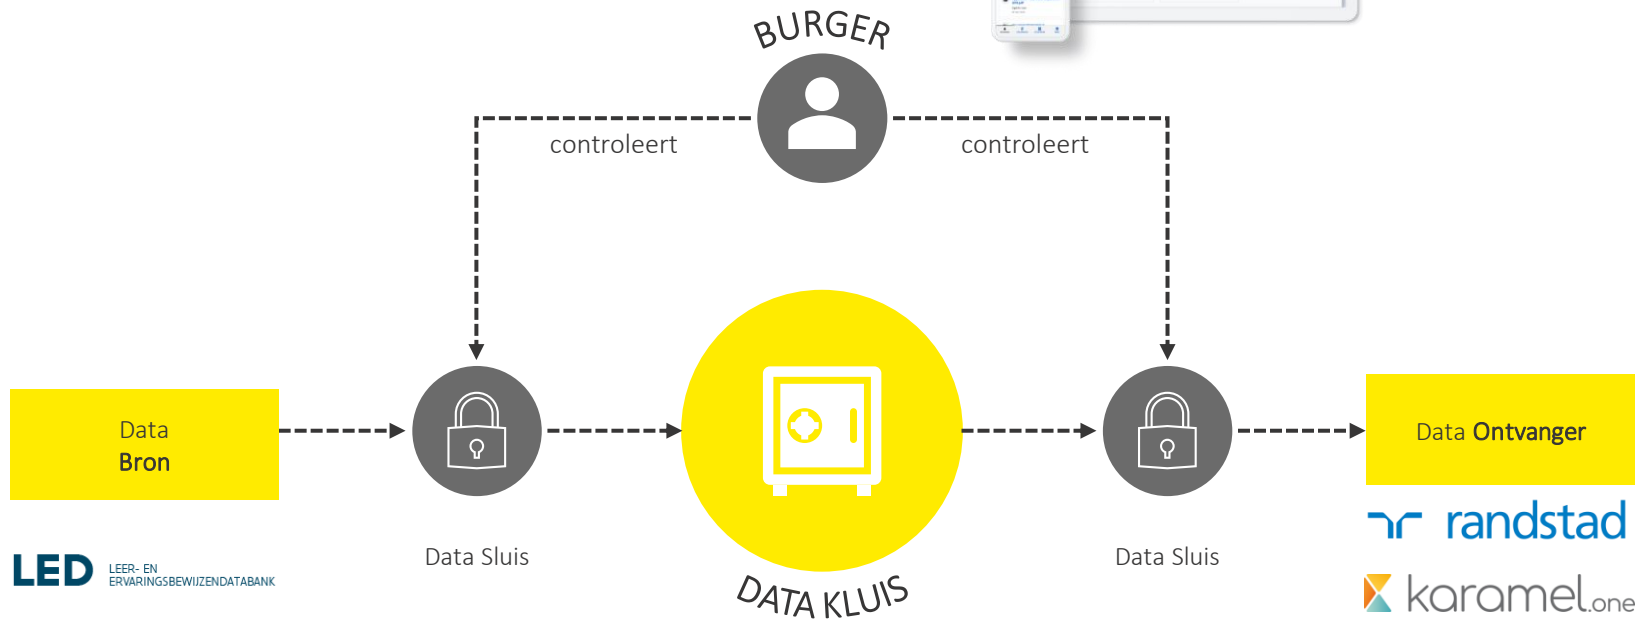 BURGER
controleert
controleert
Data
Bron
Data Ontvanger
randstad
Data Sluis
Data Sluis
LED
LEER- EN
ERVARINGSBEWIJZENDATABANK
DATA KLUIS
karamel.one